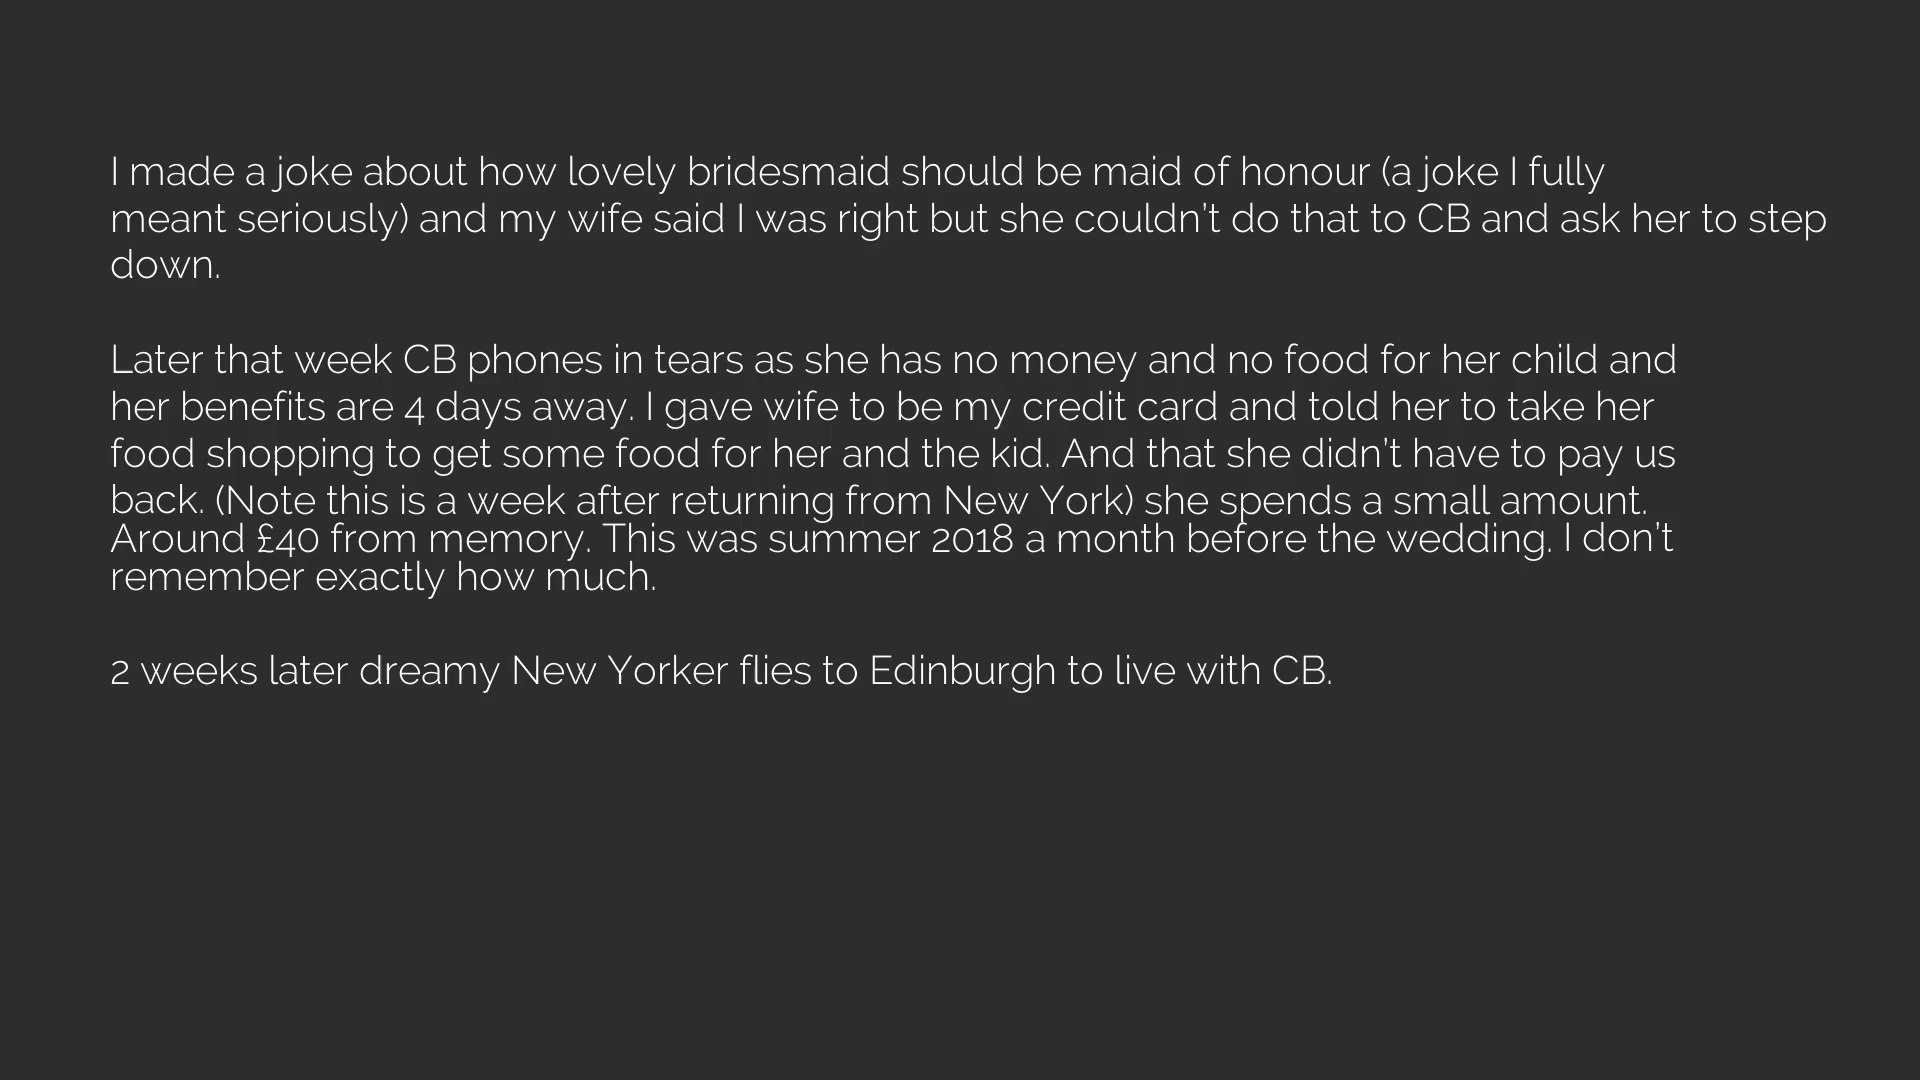 I made a joke about how lovely bridesmaid should be maid of honour (a joke I fully
meant seriously) and my wife said I was right but she couldn't do that to CB and ask her to step
down.
Later that week CB phones in tears as she has no money and no food for her child and
her benefits are 4 days away. I gave wife to be my credit card and told her to take her
food shopping to get some food for her and the kid. And that she didn't have to pay us
back. (Note this is a week after returning from New York) she spends a small amount.
Around £40 from memory. This was summer 2018 a month before the wedding. I don't
remember exactly how much.
2 weeks later dreamy New Yorker flies to Edinburgh to live with CB.